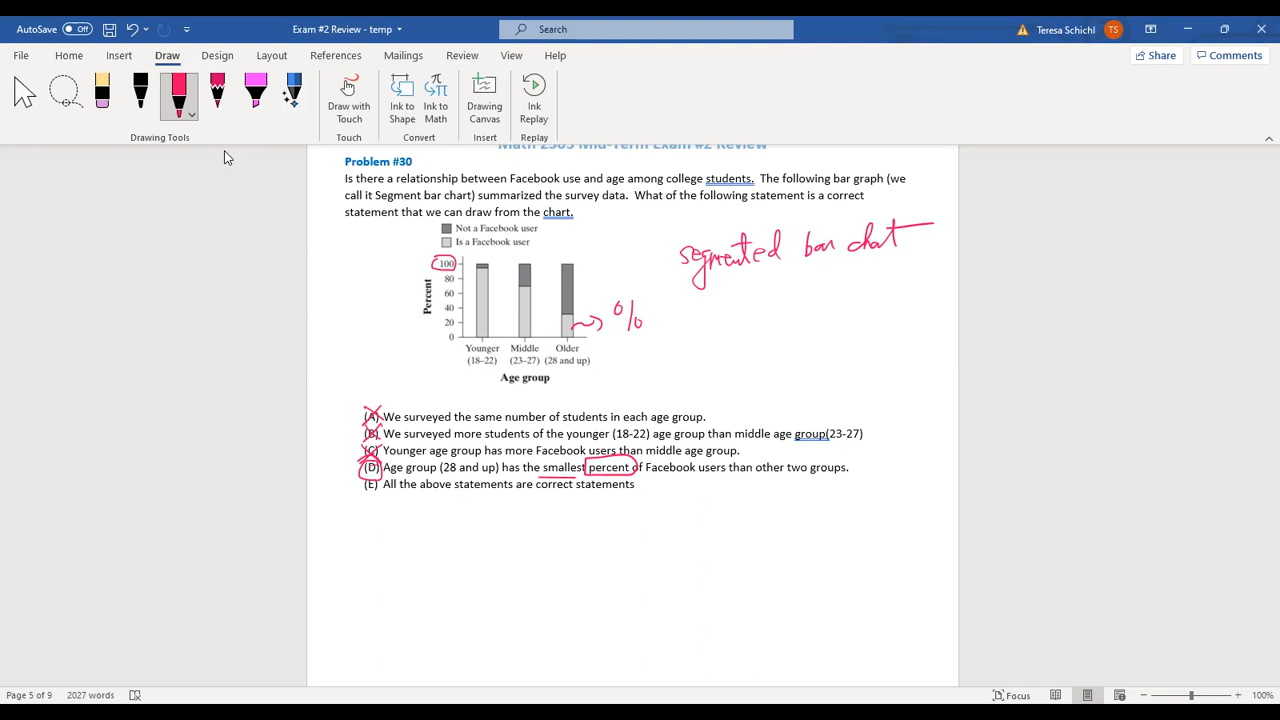 AutoSave Off Exam #2 Review - temp Search Teresa Schichl TS
File Home Insert Draw Design Layout References Mailings Review View Help Share Comments
Draw with Touch Ink to Shape Ink to Math Drawing Canvas Ink Replay
Drawing Tools Touch Convert Insert Replay
Math 2305 Mid-Term Exam #2 Review
Problem #30
Is there a relationship between Facebook use and age among college students. The following bar graph (we
call it Segment bar chart) summarized the survey data. What of the following statement is a correct
statement that we can draw from the chart.
Not a Facebook user
Is a Facebook user
segmented bar chart
100
80
60
40
20
0
Percent
%
Younger Middle Older
(18–22) (23–27) (28 and up)
Age group
(A) We surveyed the same number of students in each age group.
(B) We surveyed more students of the younger (18-22) age group than middle age group(23-27)
(C) Younger age group has more Facebook users than middle age group.
(D) Age group (28 and up) has the smallest percent of Facebook users than other two groups.
(E) All the above statements are correct statements
Page 5 of 9 2027 words Focus 100%